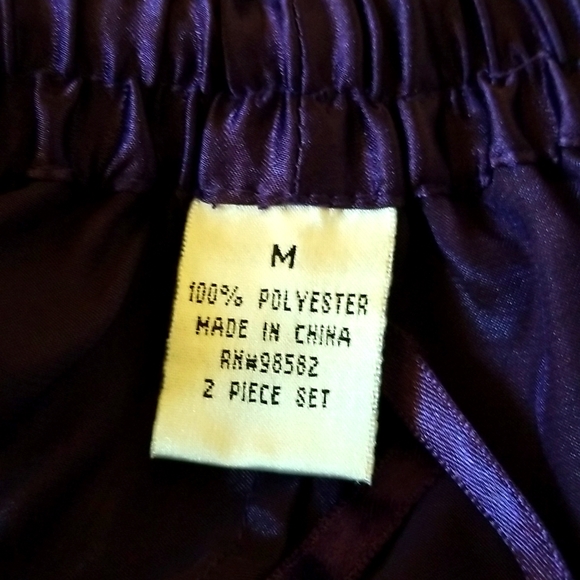 M
100% POLYESTER
MADE IN CHINA
RN#98582
2 PIECE SET